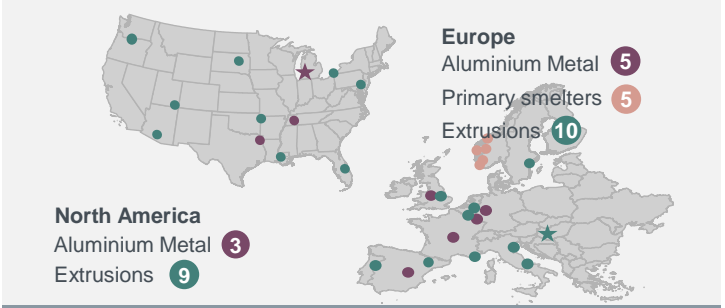 Europe
Aluminium Metal 5
Primary smelters 5
Extrusions 10
North America
Aluminium Metal 3
Extrusions 9